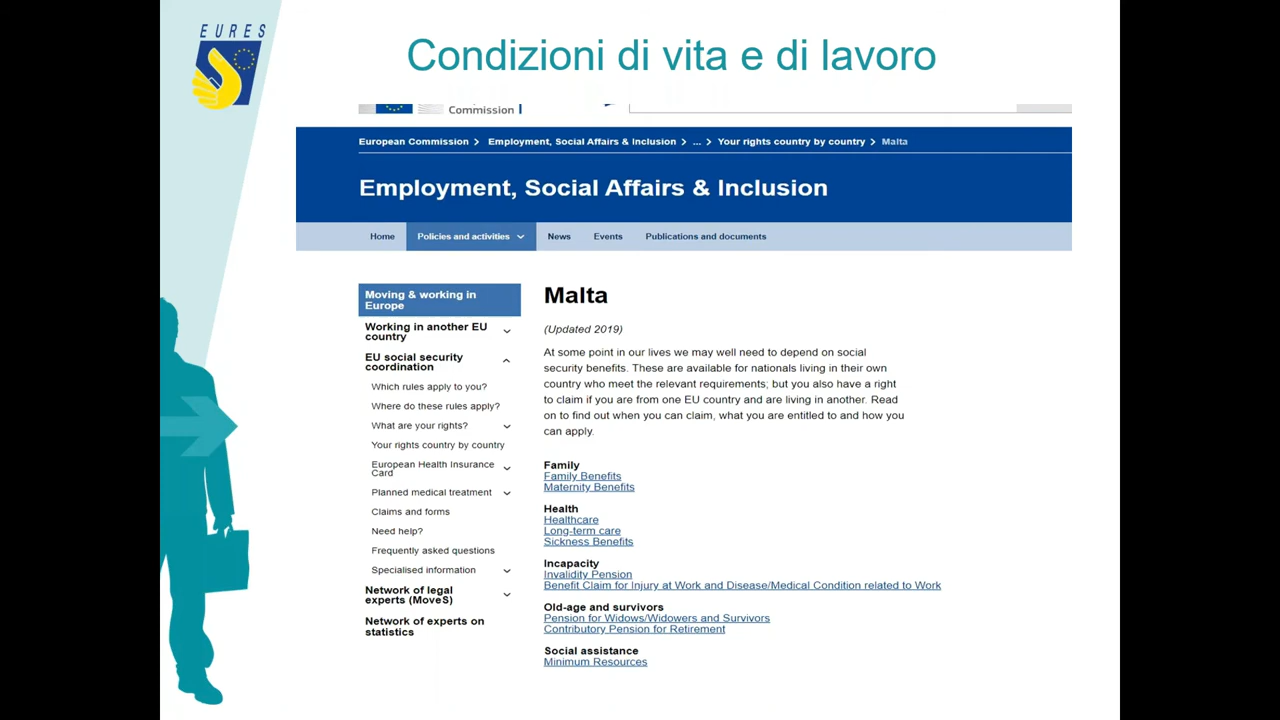 EURES
Condizioni di vita e di lavoro
Commission
European Commission > Employment, Social Affairs & Inclusion > ... > Your rights country by country > Malta
Employment, Social Affairs & Inclusion
Home Policies and activities News Events Publications and documents
Moving & working in
Europe
Working in another EU
country
EU social security
coordination
Which rules apply to you?
Where do these rules apply?
What are your rights?
Your rights country by country
European Health Insurance
Card
Planned medical treatment
Claims and forms
Need help?
Frequently asked questions
Specialised information
Network of legal
experts (MoveS)
Network of experts on
statistics
Malta
(Updated 2019)
At some point in our lives we may well need to depend on social
security benefits. These are available for nationals living in their own
country who meet the relevant requirements; but you also have a right
to claim if you are from one EU country and are living in another. Read
on to find out when you can claim, what you are entitled to and how you
can apply.
Family
Family Benefits
Maternity Benefits
Health
Healthcare
Long-term care
Sickness Benefits
Incapacity
Invalidity Pension
Benefit Claim for Injury at Work and Disease/Medical Condition related to Work
Old-age and survivors
Pension for Widows/Widowers and Survivors
Contributory Pension for Retirement
Social assistance
Minimum Resources